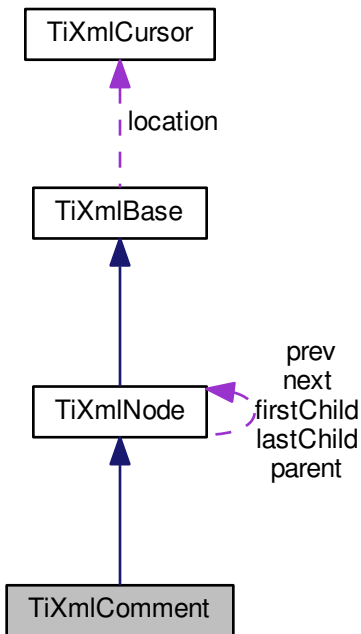 TiXmlCursor
location
TiXmlBase
prev
next
firstChild
lastChild
parent
TiXmlNode
TiXmlComment